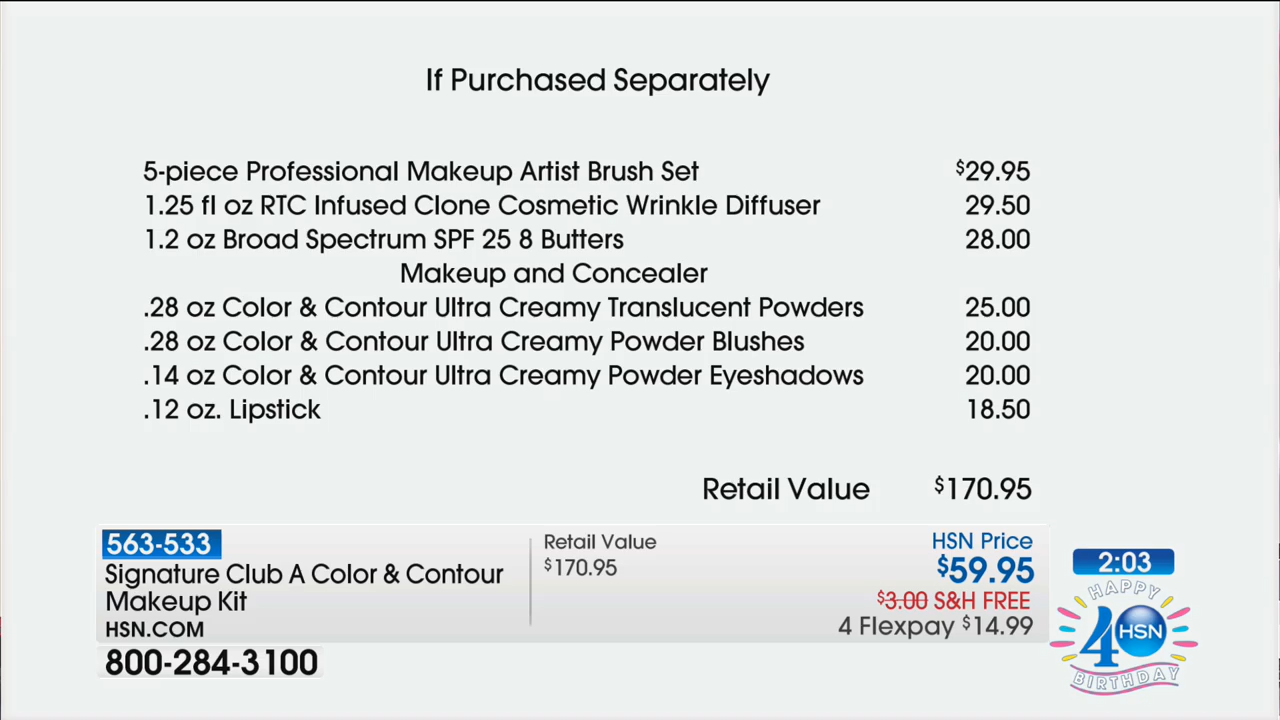 If Purchased Separately
5-piece Professional Makeup Artist Brush Set $29.95
1.25 fl oz RTC Infused Clone Cosmetic Wrinkle Diffuser 29.50
1.2 oz Broad Spectrum SPF 25 8 Butters 28.00
Makeup and Concealer
.28 oz Color & Contour Ultra Creamy Translucent Powders 25.00
.28 oz Color & Contour Ultra Creamy Powder Blushes 20.00
.14 oz Color & Contour Ultra Creamy Powder Eyeshadows 20.00
.12 oz. Lipstick 18.50
Retail Value $170.95
563-533
Signature Club A Color & Contour
Makeup Kit
HSN.COM
800-284-3100
Retail Value
$170.95
HSN Price
$59.95
$3.00 S&H FREE
4 Flexpay $14.99
2:03
HAPPY
40 HSN
BIRTHDAY